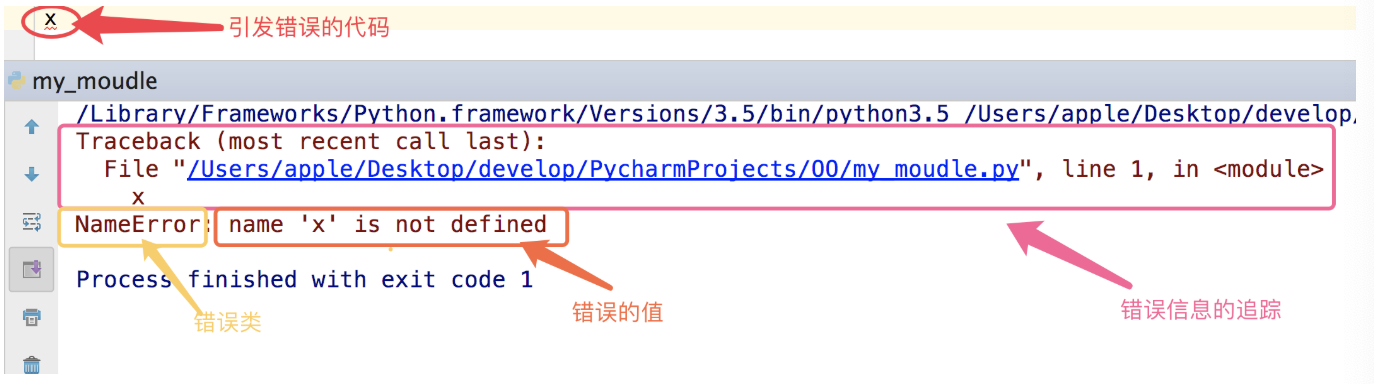 x
引发错误的代码
my_moudle
/Library/Frameworks/Python.framework/Versions/3.5/bin/python3.5 /Users/apple/Desktop/develop/
Traceback (most recent call last):
File "/Users/apple/Desktop/develop/PycharmProjects/OO/my_moudle.py", line 1, in <module>
x
NameError: name 'x' is not defined
Process finished with exit code 1
错误类
错误的值
错误信息的追踪